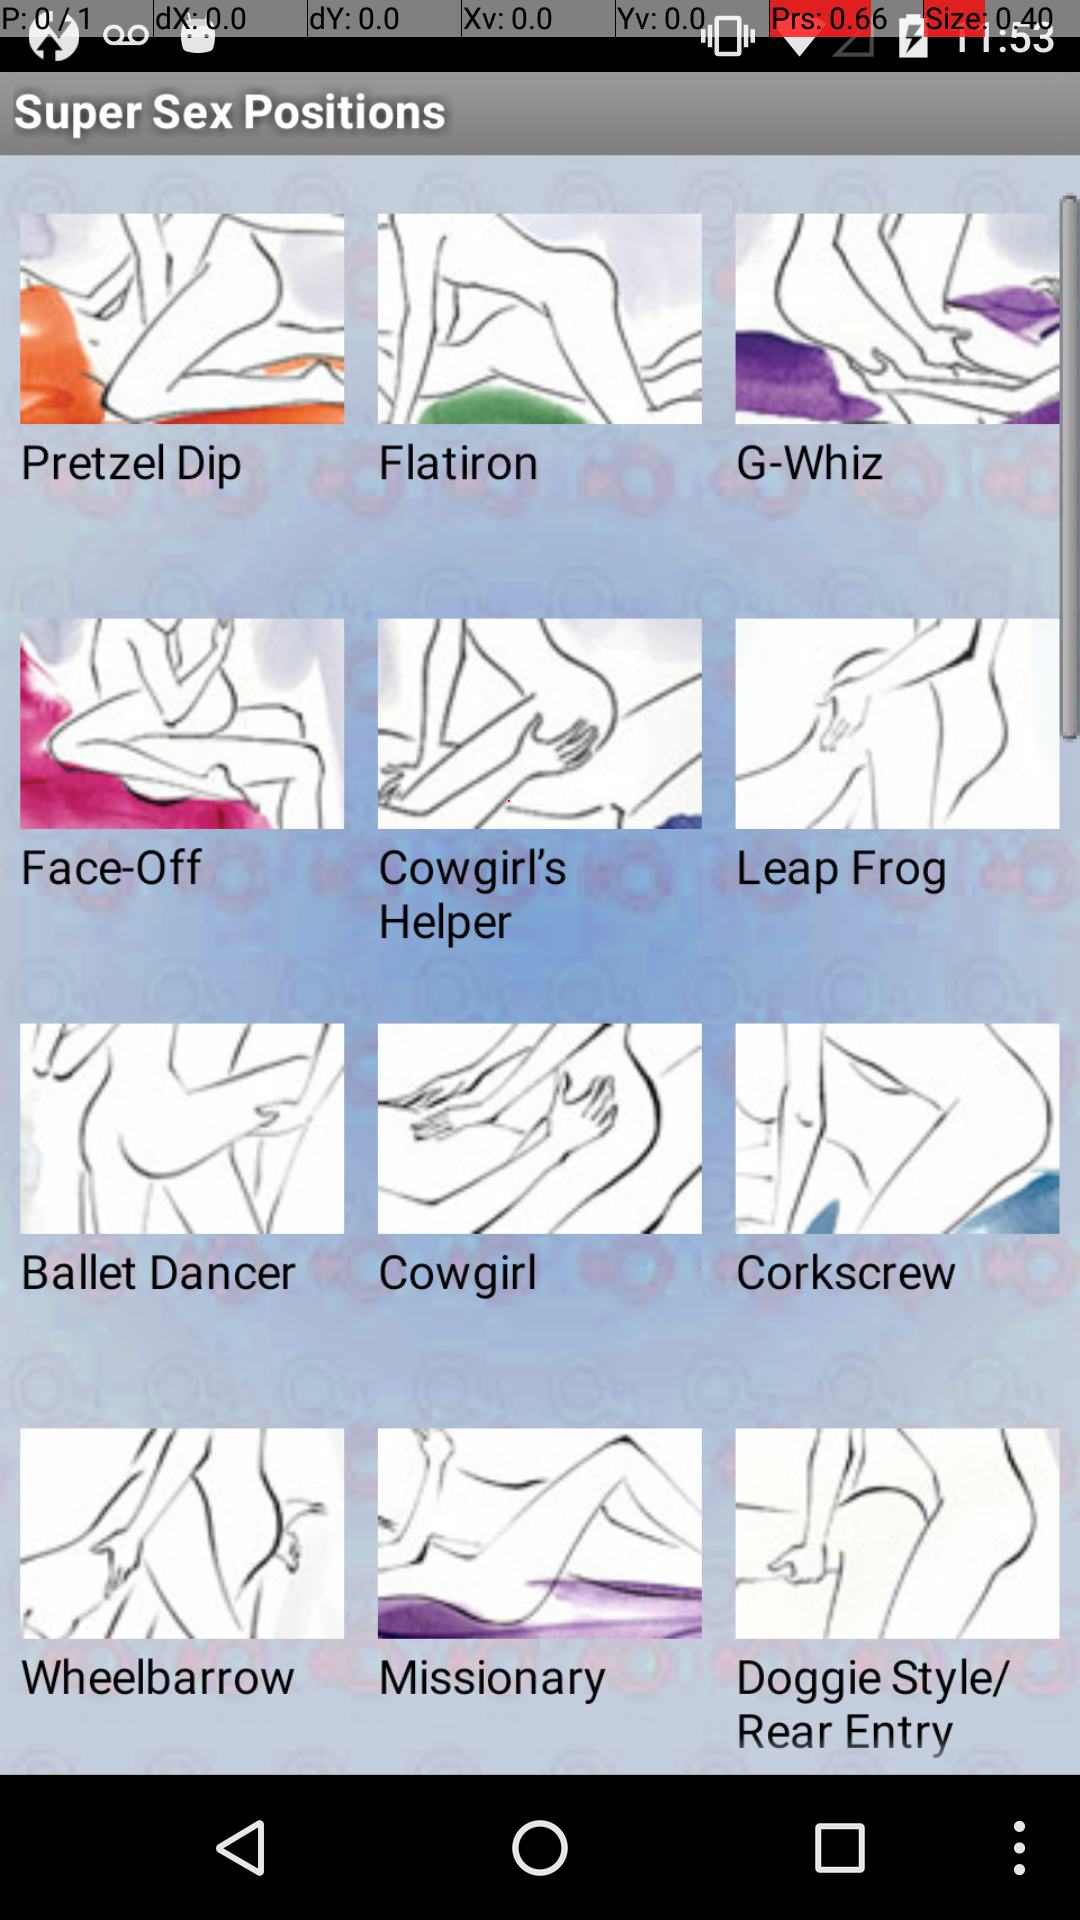 P: 0 / 1 dX: 0.0 dY: 0.0 Xv: 0.0 Yv: 0.0 Prs: 0.66 Size: 0.40
11:53
Super Sex Positions
Pretzel Dip Flatiron G-Whiz
Face-Off Cowgirl’s Leap Frog
Helper
Ballet Dancer Cowgirl Corkscrew
Wheelbarrow Missionary Doggie Style/
Rear Entry